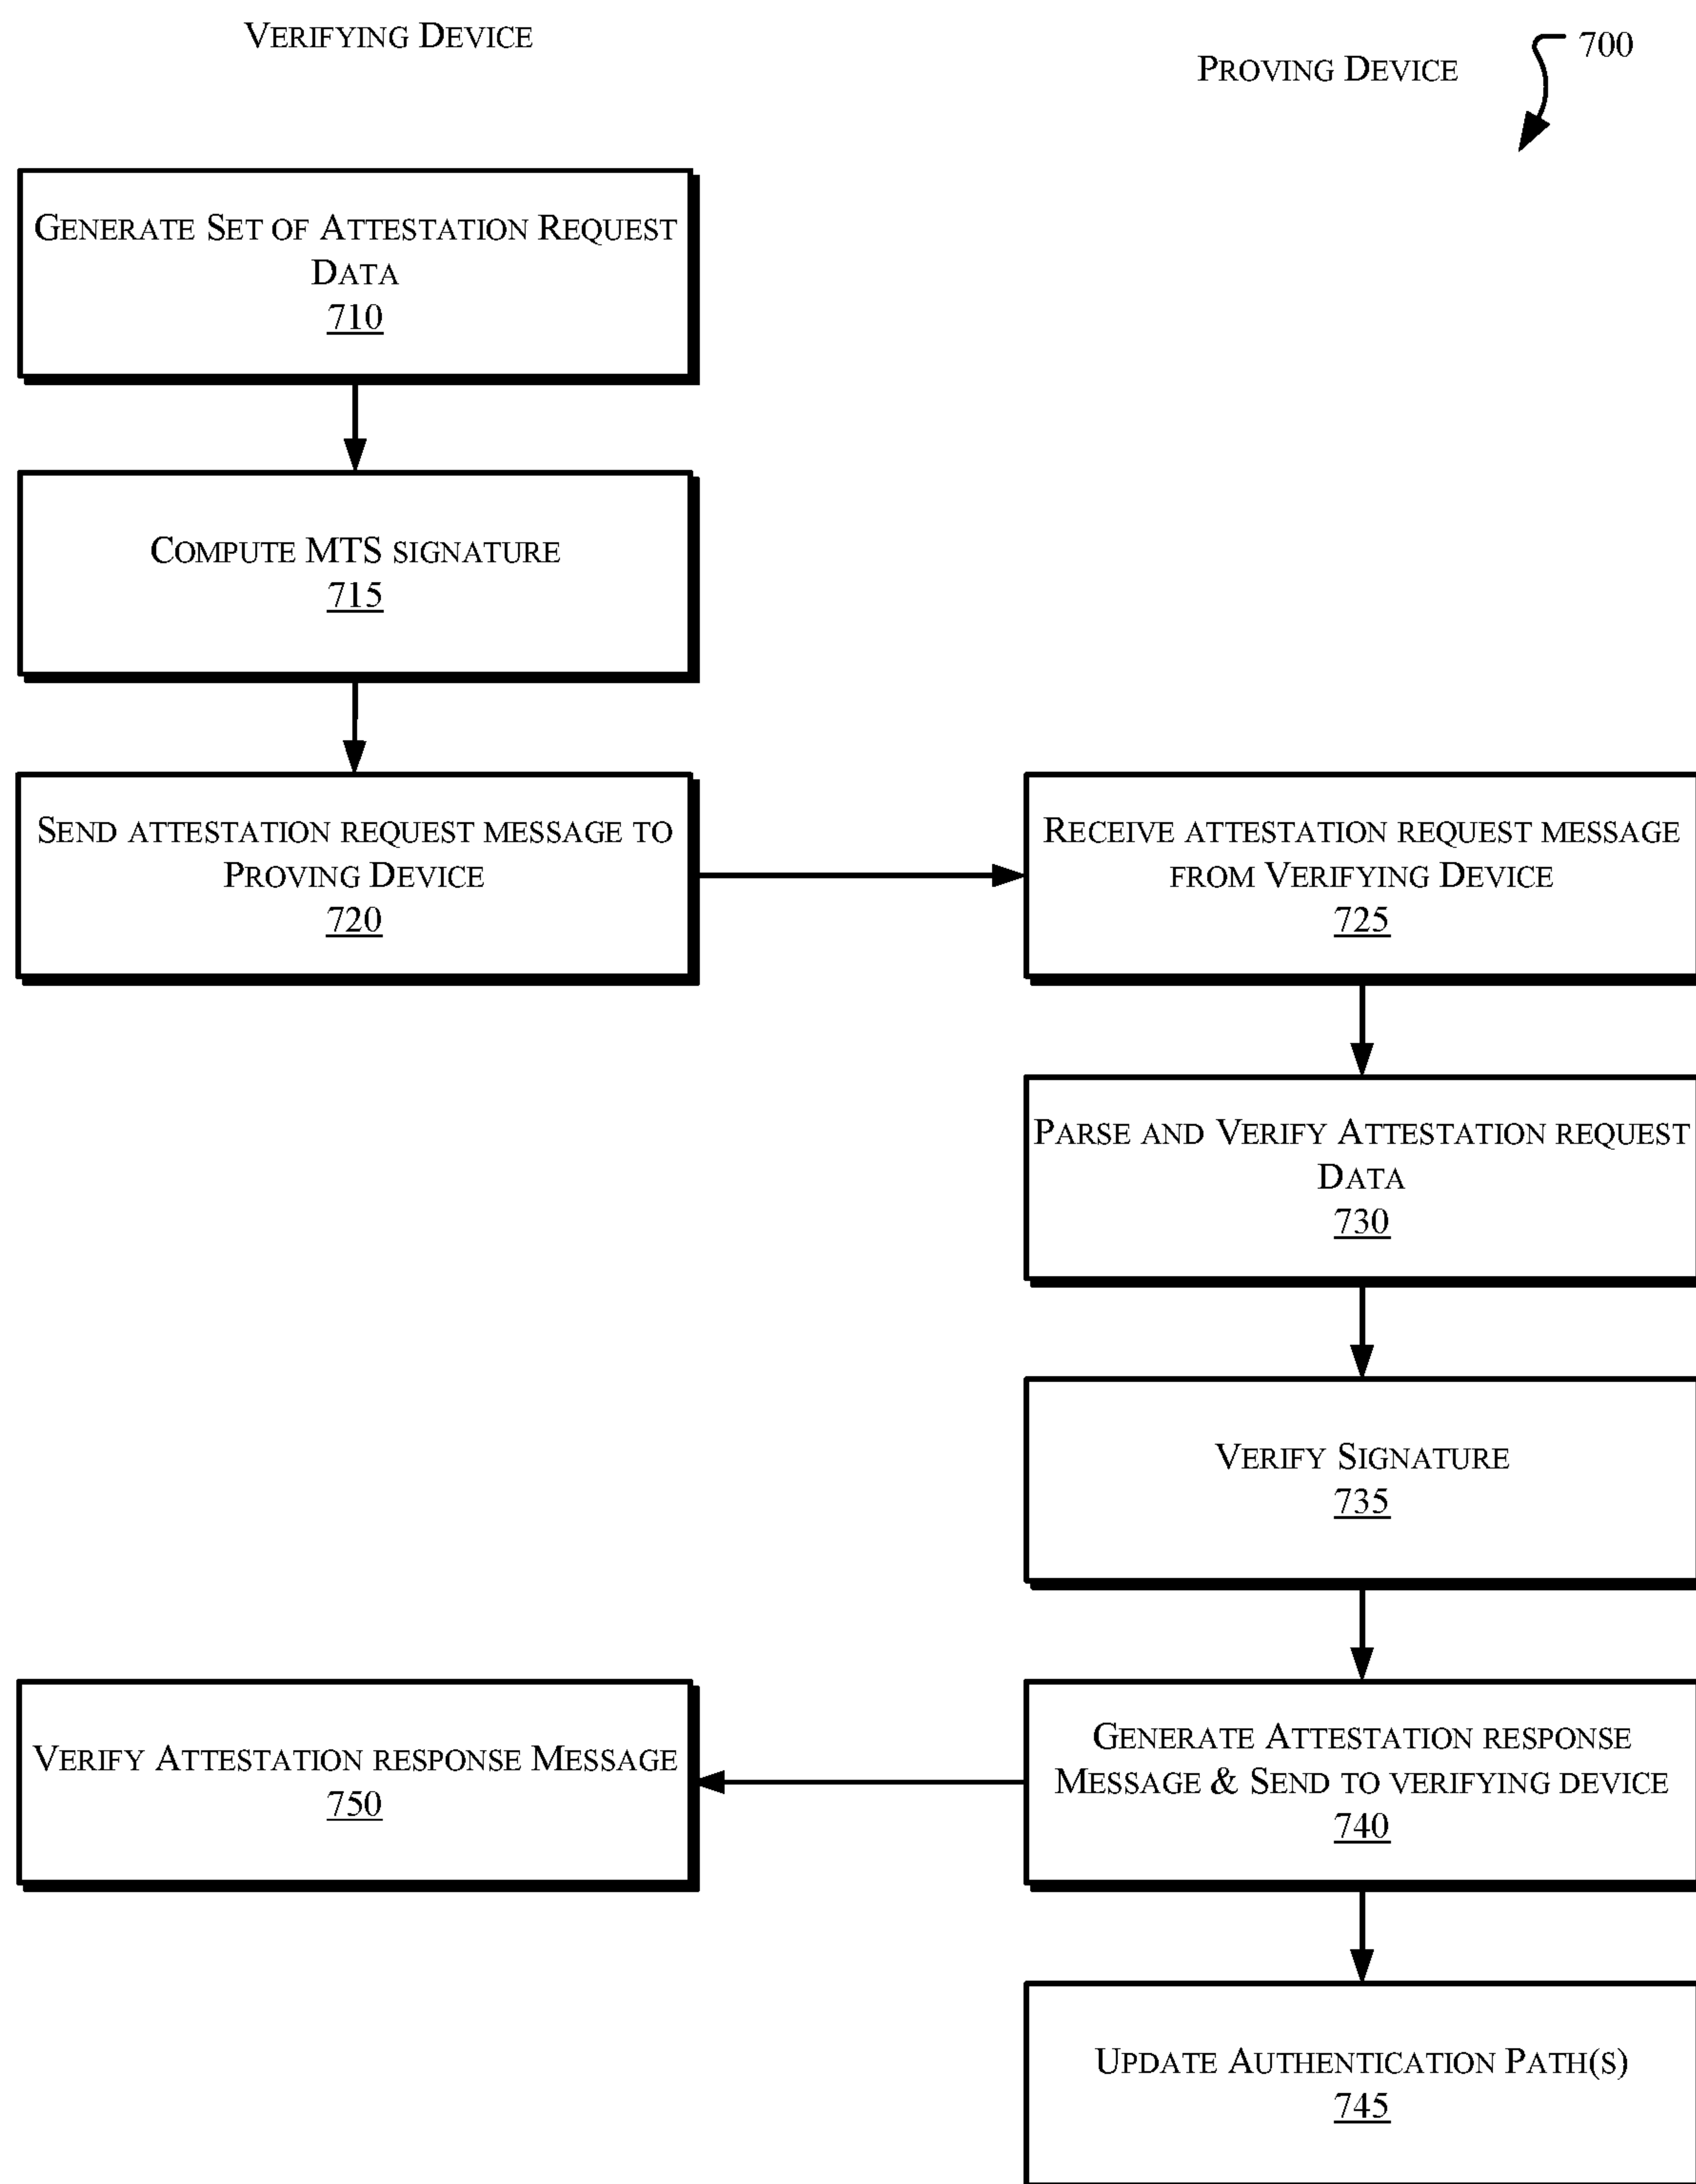 VERIFYING DEVICE
PROVING DEVICE
700
GENERATE SET OF ATTESTATION REQUEST
DATA
710
COMPUTE MTS SIGNATURE
715
SEND ATTESTATION REQUEST MESSAGE TO
PROVING DEVICE
720
RECEIVE ATTESTATION REQUEST MESSAGE
FROM VERIFYING DEVICE
725
PARSE AND VERIFY ATTESTATION REQUEST
DATA
730
VERIFY SIGNATURE
735
GENERATE ATTESTATION RESPONSE
MESSAGE & SEND TO VERIFYING DEVICE
740
VERIFY ATTESTATION RESPONSE MESSAGE
750
UPDATE AUTHENTICATION PATH(S)
745